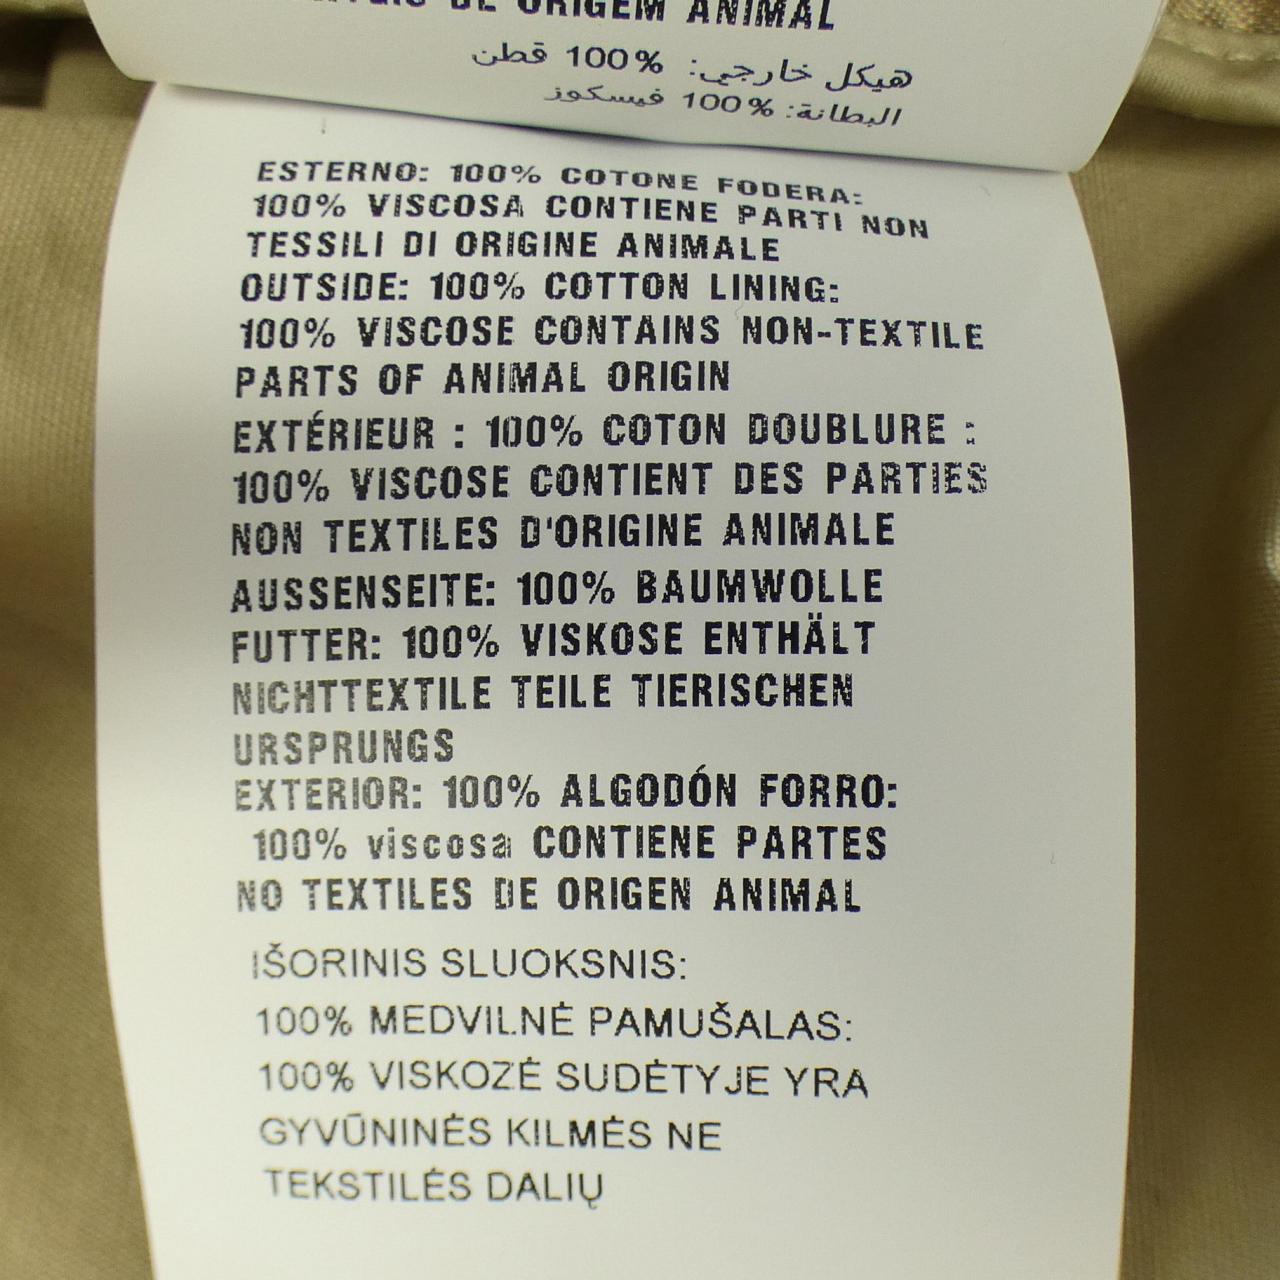 DE ORIGEM ANIMAL
هيكل خارجي: 100% قطن
البطانة: 100% فيسكوز
ESTERNO: 100% COTONE FODERA:
100% VISCOSA CONTIENE PARTI NON
TESSILI DI ORIGINE ANIMALE
OUTSIDE: 100% COTTON LINING:
100% VISCOSE CONTAINS NON-TEXTILE
PARTS OF ANIMAL ORIGIN
EXTÉRIEUR : 100% COTON DOUBLURE :
100% VISCOSE CONTIENT DES PARTIES
NON TEXTILES D'ORIGINE ANIMALE
AUSSENSEITE: 100% BAUMWOLLE
FUTTER: 100% VISKOSE ENTHÄLT
NICHTTEXTILE TEILE TIERISCHEN
URSPRUNGS
EXTERIOR: 100% ALGODÓN FORRO:
100% viscosa CONTIENE PARTES
NO TEXTILES DE ORIGEN ANIMAL
IŠORINIS SLUOKSNIS:
100% MEDVILNĖ PAMUŠALAS:
100% VISKOZĖ SUDĖTYJE YRA
GYVŪNINĖS KILMĖS NE
TEKSTILĖS DALIŲ